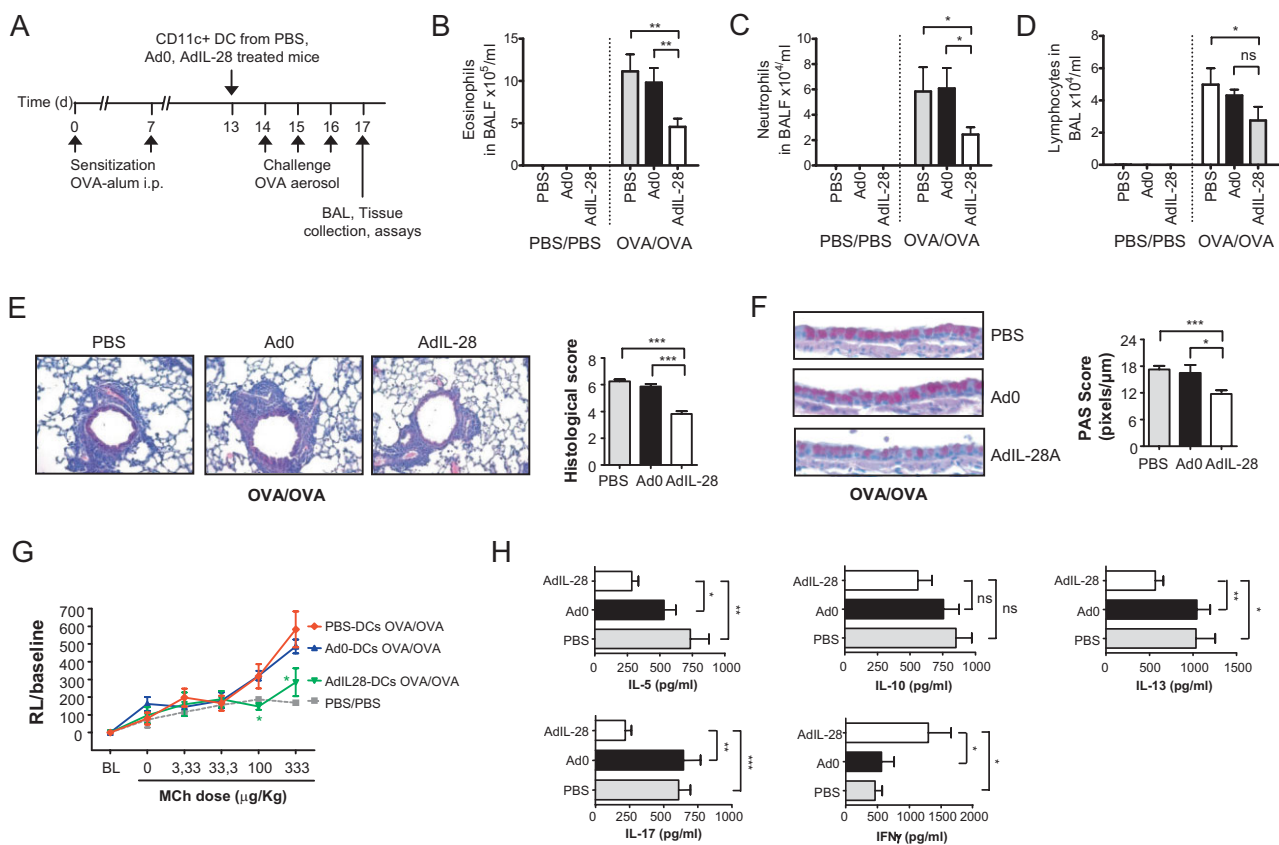 A
CD11c+ DC from PBS,
Ad0, AdIL-28 treated mice
Time (d)
0 7 13 14 15 16 17
Sensitization
OVA-alum i.p.
Challenge
OVA aerosol
BAL, Tissue
collection, assays
B
Eosinophils
in BALF x10⁵/ml
15
10
5
0
**
**
PBS Ad0 AdIL-28 PBS Ad0 AdIL-28
PBS/PBS OVA/OVA
C
Neutrophils
in BALF x10⁴/ml
10
8
6
4
2
0
*
*
PBS Ad0 AdIL-28 PBS Ad0 AdIL-28
PBS/PBS OVA/OVA
D
Lymphocytes in
BAL x10⁴/ml
10
8
6
4
2
0
*
ns
PBS Ad0 AdIL-28 PBS Ad0 AdIL-28
PBS/PBS OVA/OVA
E
PBS Ad0 AdIL-28
OVA/OVA
Histological score
8
6
4
2
0
***
***
PBS Ad0 AdIL-28
F
PBS
Ad0
AdIL-28A
OVA/OVA
PAS Score
(pixels/µm)
24
18
12
6
0
***
*
PBS Ad0 AdIL-28
G
RL/baseline
700
600
500
400
300
200
100
0
*
*
BL 0 3,33 33,3 100 333
MCh dose (µg/Kg)
PBS-DCs OVA/OVA
Ad0-DCs OVA/OVA
AdIL28-DCs OVA/OVA
PBS/PBS
H
AdIL-28
Ad0
PBS
*
**
0 250 500 750 1000
IL-5 (pg/ml)
AdIL-28
Ad0
PBS
ns
ns
0 250 500 750 1000
IL-10 (pg/ml)
AdIL-28
Ad0
PBS
**
*
0 500 1000 1500
IL-13 (pg/ml)
AdIL-28
Ad0
PBS
**
***
0 250 500 750 1000
IL-17 (pg/ml)
AdIL-28
Ad0
PBS
*
*
0 500 1000 1500 2000
IFNγ (pg/ml)